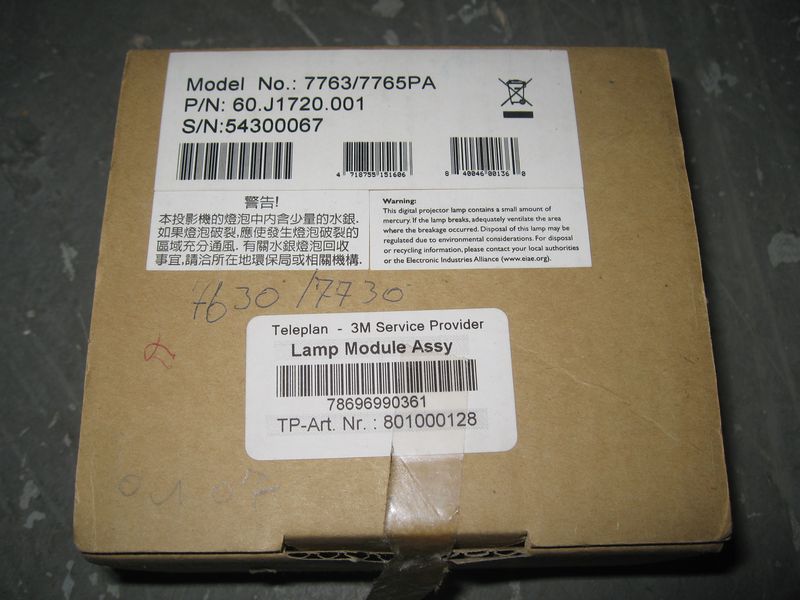 Model No.: 7763/7765PA
P/N: 60.J1720.001
S/N:54300067
4 718755 151606
8 40046 00136 0
警告!
本投影機的燈泡中內含少量的水銀.
如果燈泡破裂,應使發生燈泡破裂的
區域充分通風. 有關水銀燈泡回收
事宜,請洽所在地環保局或相關機構.
Warning:
This digital projector lamp contains a small amount of
mercury. If the lamp breaks, adequately ventilate the area
where the breakage occurred. Disposal of this lamp may be
regulated due to environmental considerations. For disposal
or recycling information, please contact your local authorities
or the Electronic Industries Alliance (www.eiae.org).
7630/7730
Teleplan - 3M Service Provider
Lamp Module Assy
78696990361
TP-Art. Nr. : 801000128
01.07